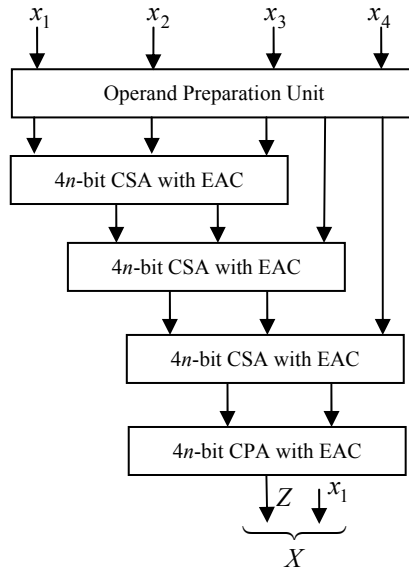 x₁ x₂ x₃ x₄
Operand Preparation Unit
4n-bit CSA with EAC
4n-bit CSA with EAC
4n-bit CSA with EAC
4n-bit CPA with EAC
Z x₁
X